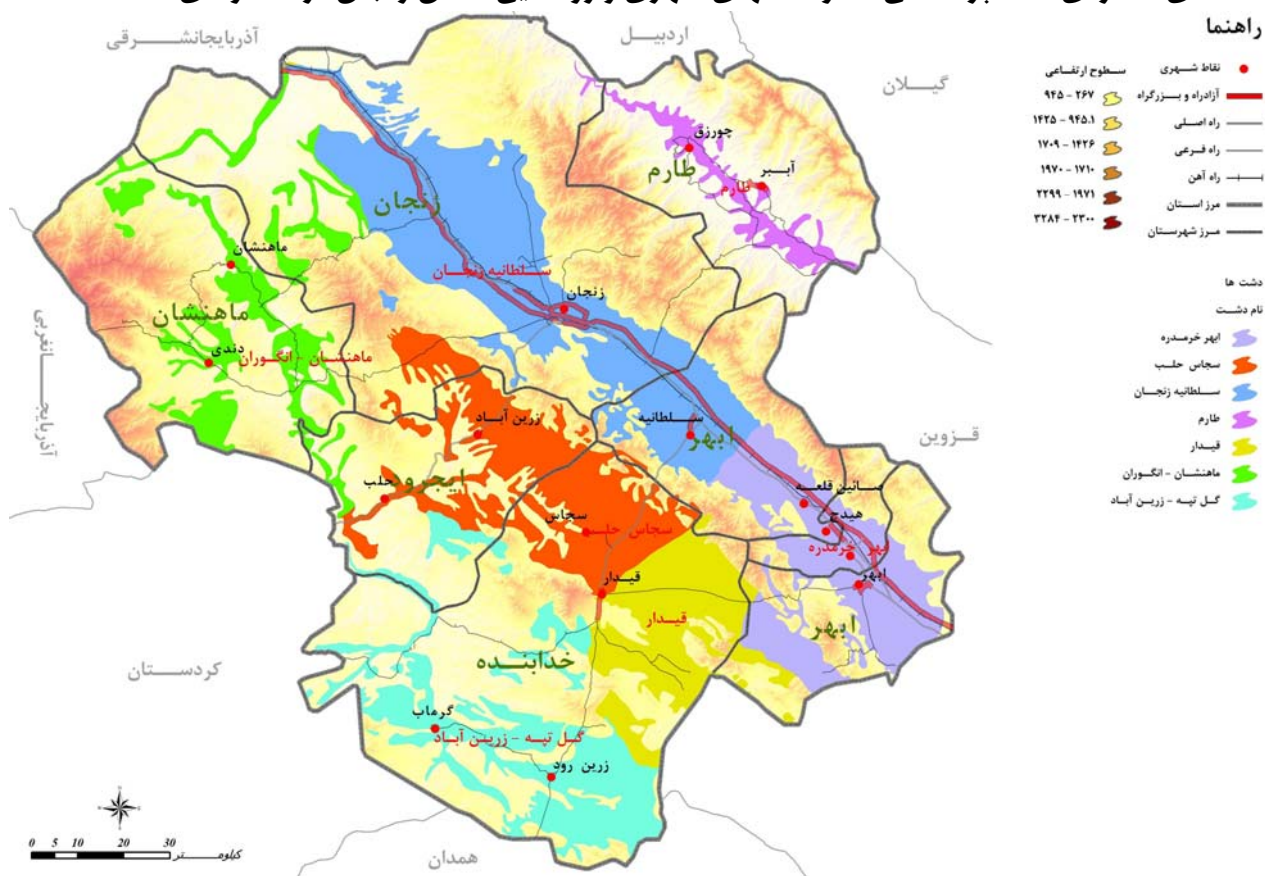 راهنما
نقاط شهری
آزادراه و بزرگراه
راه اصلی
راه فرعی
راه آهن
مرز استان
مرز شهرستان
سطوح ارتفاعی
۲۶۷ - ۹۴۵
۹۴۵.۱ - ۱۴۲۵
۱۴۲۶ - ۱۷۰۹
۱۷۱۰ - ۱۹۷۰
۱۹۷۱ - ۲۲۹۹
۲۳۰۰ - ۳۲۸۴
دشت ها
نام دشت
ابهر خرمدره
سجاس حلب
سلطانیه زنجان
طارم
قیدار
ماهنشان - انگوران
گل تپه - زرین آباد
آذربایجانشرقی
اردبیل
گیلان
قزوین
همدان
کردستان
آذربایجانغربی
چورزق
طارم
آببر
طارم
زنجان
سلطانیه زنجان
زنجان
ماهنشان
ماهنشان
دندی
ماهنشان - انگوران
زرین آباد
ایجرود
حلب
سجاس
سجاس حلب
سلطانیه
ابهر
صائین قلعه
هیدج
ابهر خرمدره
ابهر
ابهر
قیدار
قیدار
خدابنده
گرماب
گل تپه - زرین آباد
زرین رود
0 5 10 20 30
کیلومتر